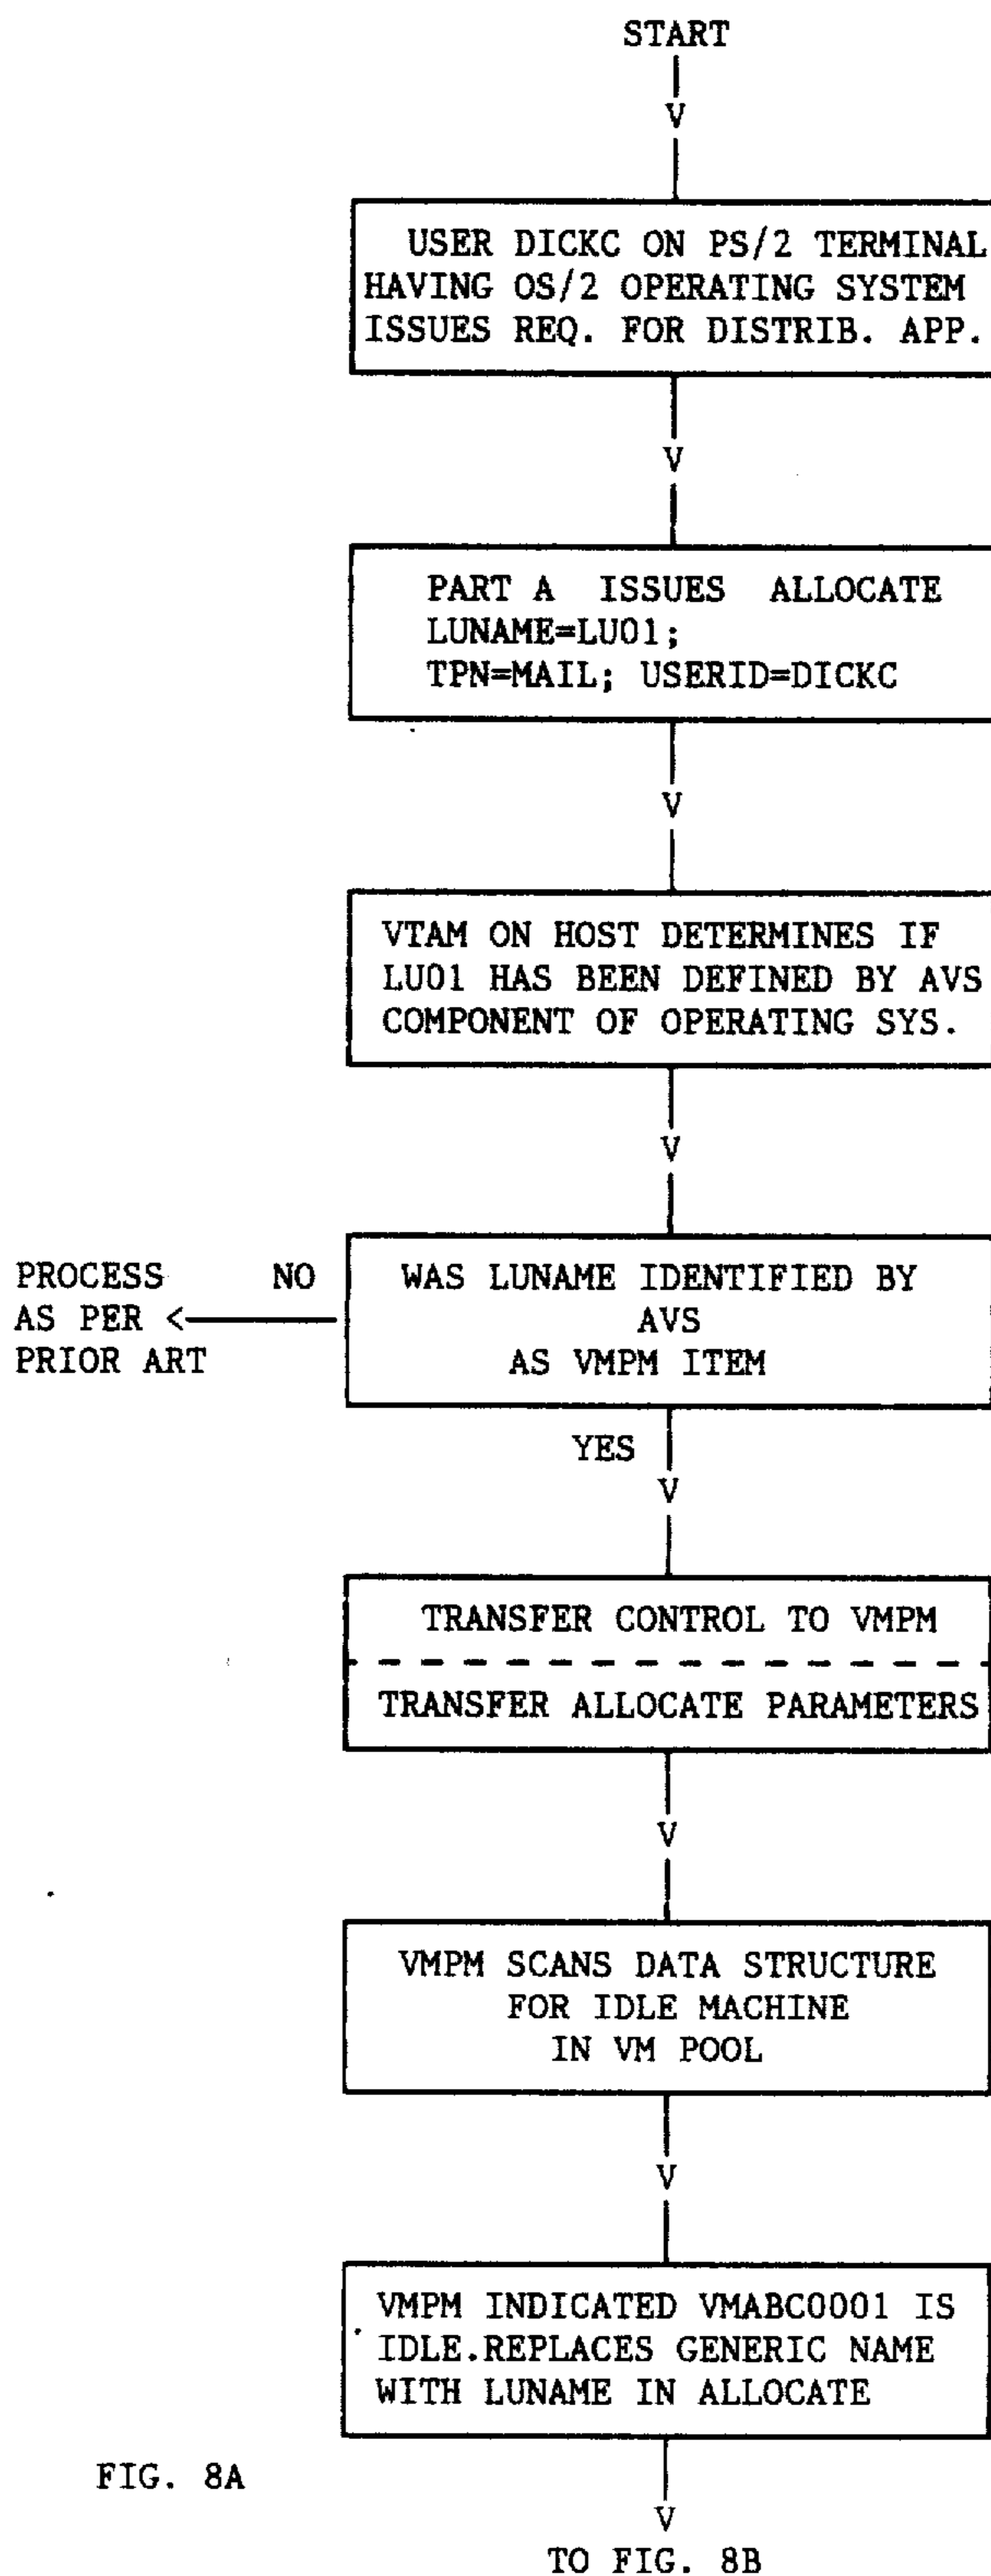 START
V
USER DICKC ON PS/2 TERMINAL
HAVING OS/2 OPERATING SYSTEM
ISSUES REQ. FOR DISTRIB. APP.
V
PART A ISSUES ALLOCATE
LUNAME=LU01;
TPN=MAIL; USERID=DICKC
V
VTAM ON HOST DETERMINES IF
LU01 HAS BEEN DEFINED BY AVS
COMPONENT OF OPERATING SYS.
V
WAS LUNAME IDENTIFIED BY
AVS
AS VMPM ITEM
NO
PROCESS
AS PER <
PRIOR ART
YES
V
TRANSFER CONTROL TO VMPM
TRANSFER ALLOCATE PARAMETERS
V
VMPM SCANS DATA STRUCTURE
FOR IDLE MACHINE
IN VM POOL
V
VMPM INDICATED VMABC0001 IS
IDLE.REPLACES GENERIC NAME
WITH LUNAME IN ALLOCATE
V
TO FIG. 8B
FIG. 8A